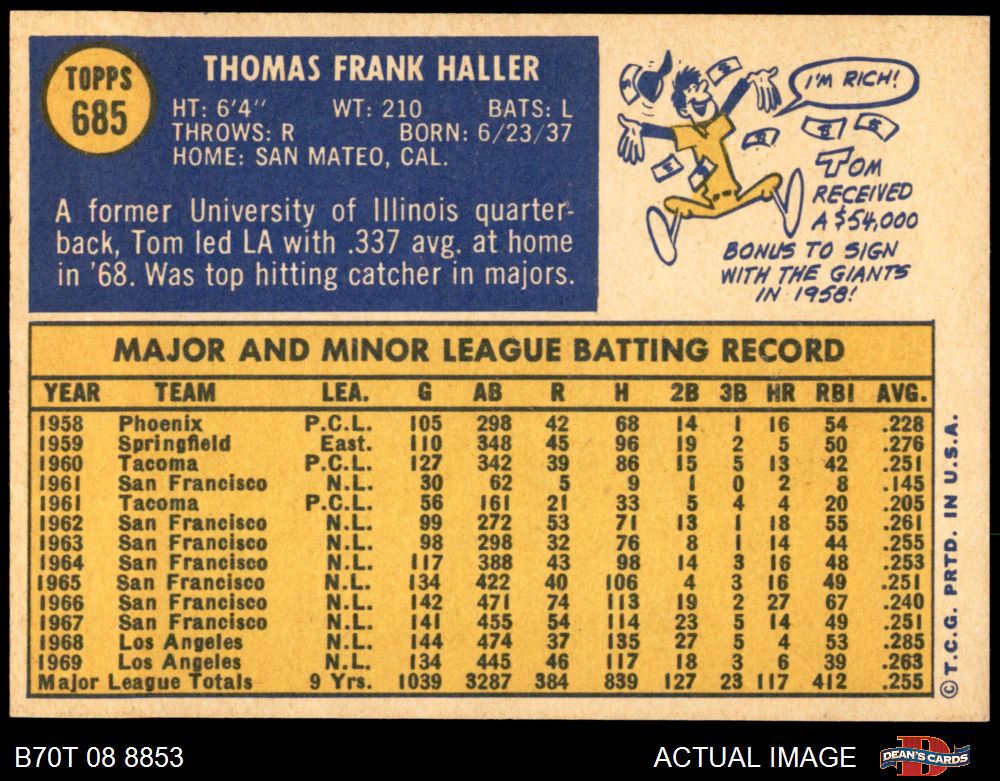 TOPPS
685
THOMAS FRANK HALLER
HT: 6'4" WT: 210 BATS: L
THROWS: R BORN: 6/23/37
HOME: SAN MATEO, CAL.
A former University of Illinois quarter-
back, Tom led LA with .337 avg. at home
in '68. Was top hitting catcher in majors.
I'M RICH!
TOM
RECEIVED
A $54,000
BONUS TO SIGN
WITH THE GIANTS
IN 1958!
MAJOR AND MINOR LEAGUE BATTING RECORD
YEAR TEAM LEA. G AB R H 2B 3B HR RBI AVG.
1958 Phoenix P.C.L. 105 298 42 68 14 1 16 54 .228
1959 Springfield East. 110 348 45 96 19 2 5 50 .276
1960 Tacoma P.C.L. 127 342 39 86 15 5 13 42 .251
1961 San Francisco N.L. 30 62 5 9 1 0 2 8 .145
1961 Tacoma P.C.L. 56 161 21 33 5 4 4 20 .205
1962 San Francisco N.L. 99 272 53 71 13 1 18 55 .261
1963 San Francisco N.L. 98 298 32 76 8 1 14 44 .255
1964 San Francisco N.L. 117 388 43 98 14 3 16 48 .253
1965 San Francisco N.L. 134 422 40 106 4 3 16 49 .251
1966 San Francisco N.L. 142 471 74 113 19 2 27 67 .240
1967 San Francisco N.L. 141 455 54 114 23 5 14 49 .251
1968 Los Angeles N.L. 144 474 37 135 27 5 4 53 .285
1969 Los Angeles N.L. 134 445 46 117 18 3 6 39 .263
Major League Totals 9 Yrs. 1039 3287 384 839 127 23 117 412 .255
© T.C.G. PRTD. IN U.S.A.
B70T 08 8853
ACTUAL IMAGE
DEAN'S CARDS